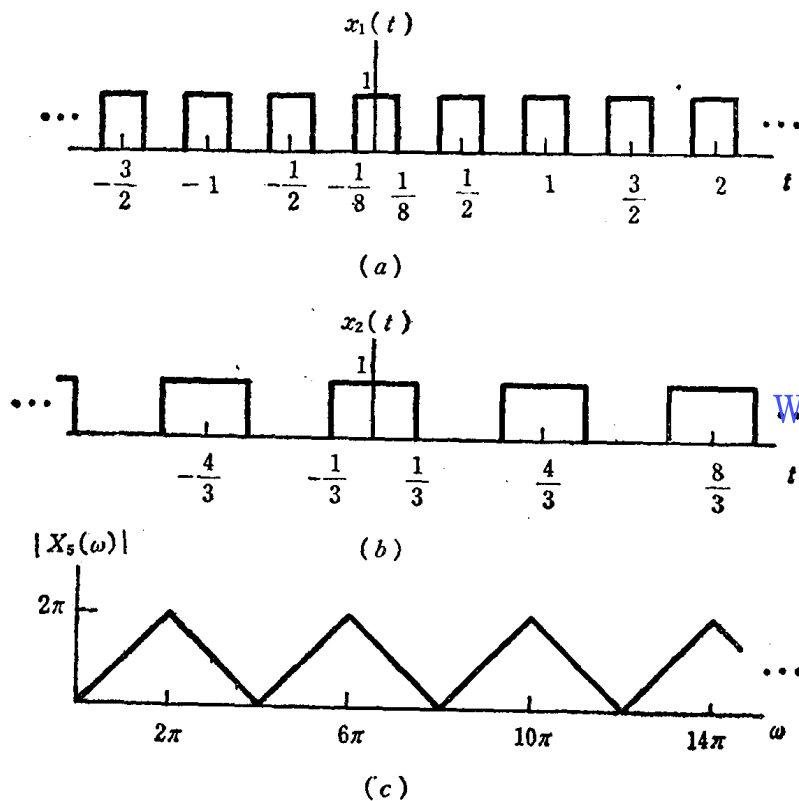 x₁(t)
1
... ...
-3/2 -1 -1/2 -1/8 1/8 1/2 1 3/2 2 t
(a)
x₂(t)
1
... W
-4/3 -1/3 1/3 4/3 8/3 t
(b)
|X₅(ω)|
2π
...
2π 6π 10π 14π ω
(c)